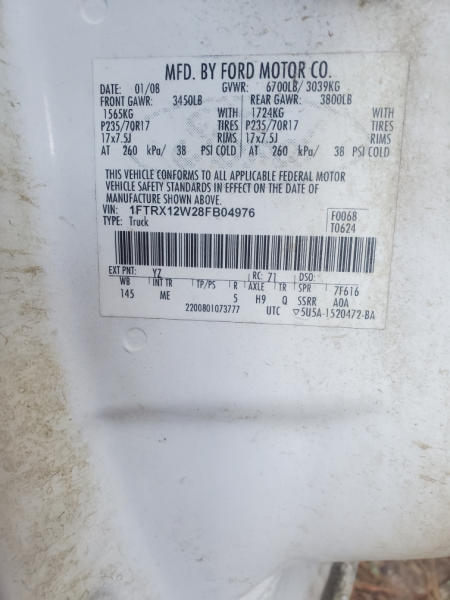 MFD. BY FORD MOTOR CO.
DATE: 01/08 GVWR: 6700LB/ 3039KG
FRONT GAWR: 3450LB REAR GAWR: 3800LB
1565KG WITH 1724KG WITH
P235/70R17 TIRES P235/70R17 TIRES
17x7.5J RIMS 17x7.5J RIMS
AT 260 kPa/ 38 PSI COLD AT 260 kPa/ 38 PSI COLD
THIS VEHICLE CONFORMS TO ALL APPLICABLE FEDERAL MOTOR
VEHICLE SAFETY STANDARDS IN EFFECT ON THE DATE OF
MANUFACTURE SHOWN ABOVE.
VIN: 1FTRX12W28FB04976 F0068
TYPE: Truck T0624
EXT PNT: YZ RC: 71 DSO:
WB INT TR TP/PS R AXLE TR SPR 7F616
145 ME 5 H9 Q SSRR A0A
2200801073777 UTC ▽5U5A-1520472-BA